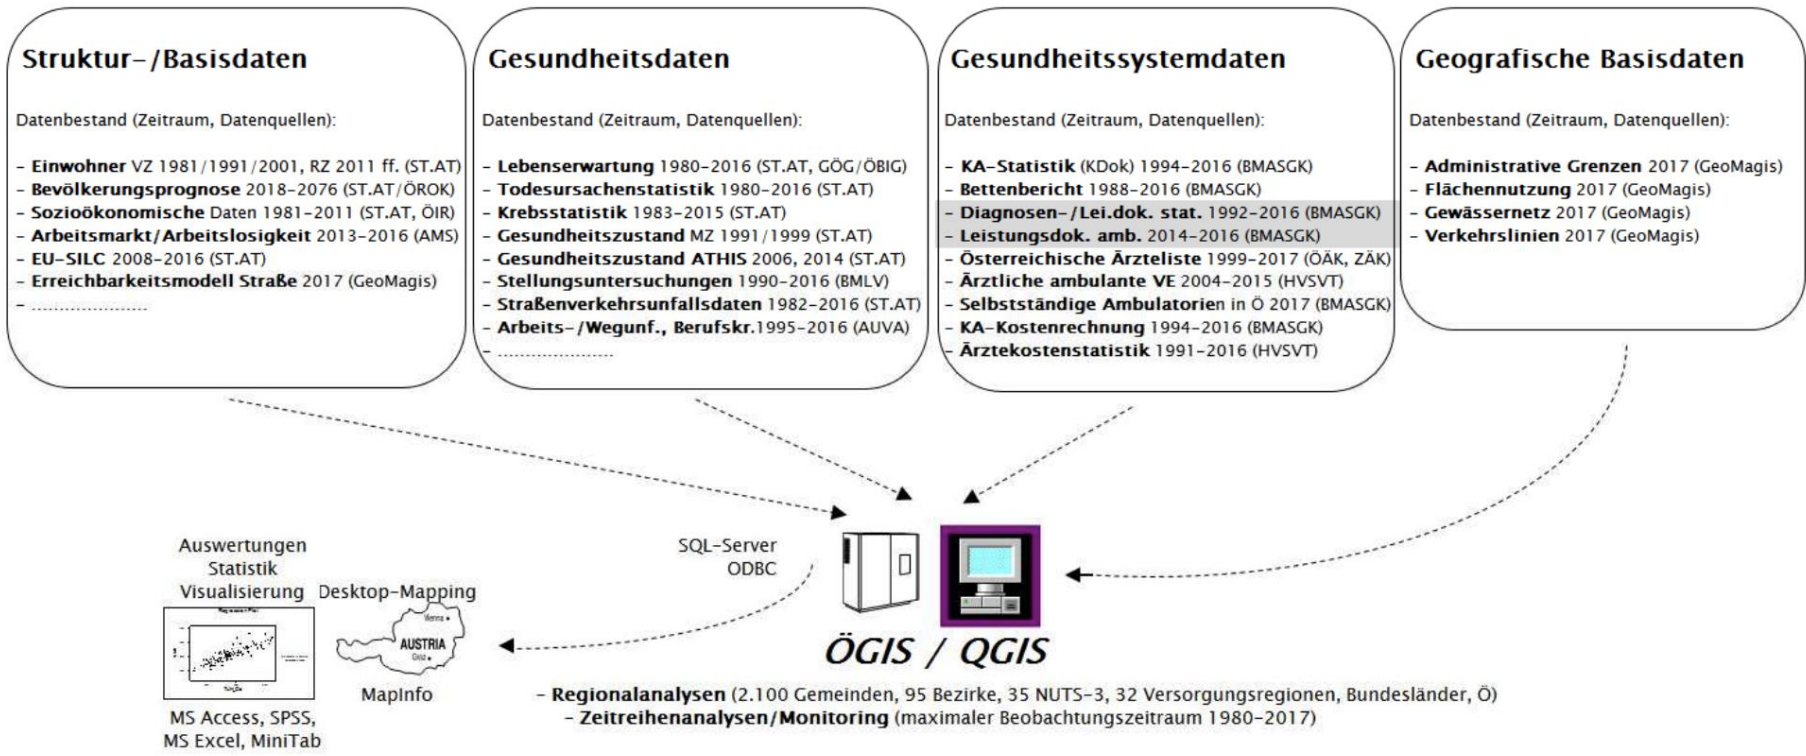 Struktur-/Basisdaten
Datenbestand (Zeitraum, Datenquellen):
- Einwohner VZ 1981/1991/2001, RZ 2011 ff. (ST.AT)
- Bevölkerungsprognose 2018-2076 (ST.AT/ÖROK)
- Sozioökonomische Daten 1981-2011 (ST.AT, ÖIR)
- Arbeitsmarkt/Arbeitslosigkeit 2013-2016 (AMS)
- EU-SILC 2008-2016 (ST.AT)
- Erreichbarkeitsmodell Straße 2017 (GeoMagis)
- .....................
Gesundheitsdaten
Datenbestand (Zeitraum, Datenquellen):
- Lebenserwartung 1980-2016 (ST.AT, GÖG/ÖBIG)
- Todesursachenstatistik 1980-2016 (ST.AT)
- Krebsstatistik 1983-2015 (ST.AT)
- Gesundheitszustand MZ 1991/1999 (ST.AT)
- Gesundheitszustand ATHIS 2006, 2014 (ST.AT)
- Stellungsuntersuchungen 1990-2016 (BMLV)
- Straßenverkehrsunfallsdaten 1982-2016 (ST.AT)
- Arbeits-/Wegunf., Berufskr.1995-2016 (AUVA)
- .....................
Gesundheitssystemdaten
Datenbestand (Zeitraum, Datenquellen):
- KA-Statistik (KDok) 1994-2016 (BMASGK)
- Bettenbericht 1988-2016 (BMASGK)
- Diagnosen-/Lei.dok. stat. 1992-2016 (BMASGK)
- Leistungsdok. amb. 2014-2016 (BMASGK)
- Österreichische Ärzteliste 1999-2017 (ÖÄK, ZÄK)
- Ärztliche ambulante VE 2004-2015 (HVSVT)
- Selbstständige Ambulatorien in Ö 2017 (BMASGK)
- KA-Kostenrechnung 1994-2016 (BMASGK)
- Ärztekostenstatistik 1991-2016 (HVSVT)
Geografische Basisdaten
Datenbestand (Zeitraum, Datenquellen):
- Administrative Grenzen 2017 (GeoMagis)
- Flächennutzung 2017 (GeoMagis)
- Gewässernetz 2017 (GeoMagis)
- Verkehrslinien 2017 (GeoMagis)
Auswertungen
Statistik
Visualisierung
Regression Plot
MS Access, SPSS,
MS Excel, MiniTab
Desktop-Mapping
Vienna
AUSTRIA
Graz
MapInfo
SQL-Server
ODBC
ÖGIS / QGIS
- Regionalanalysen (2.100 Gemeinden, 95 Bezirke, 35 NUTS-3, 32 Versorgungsregionen, Bundesländer, Ö)
- Zeitreihenanalysen/Monitoring (maximaler Beobachtungszeitraum 1980-2017)